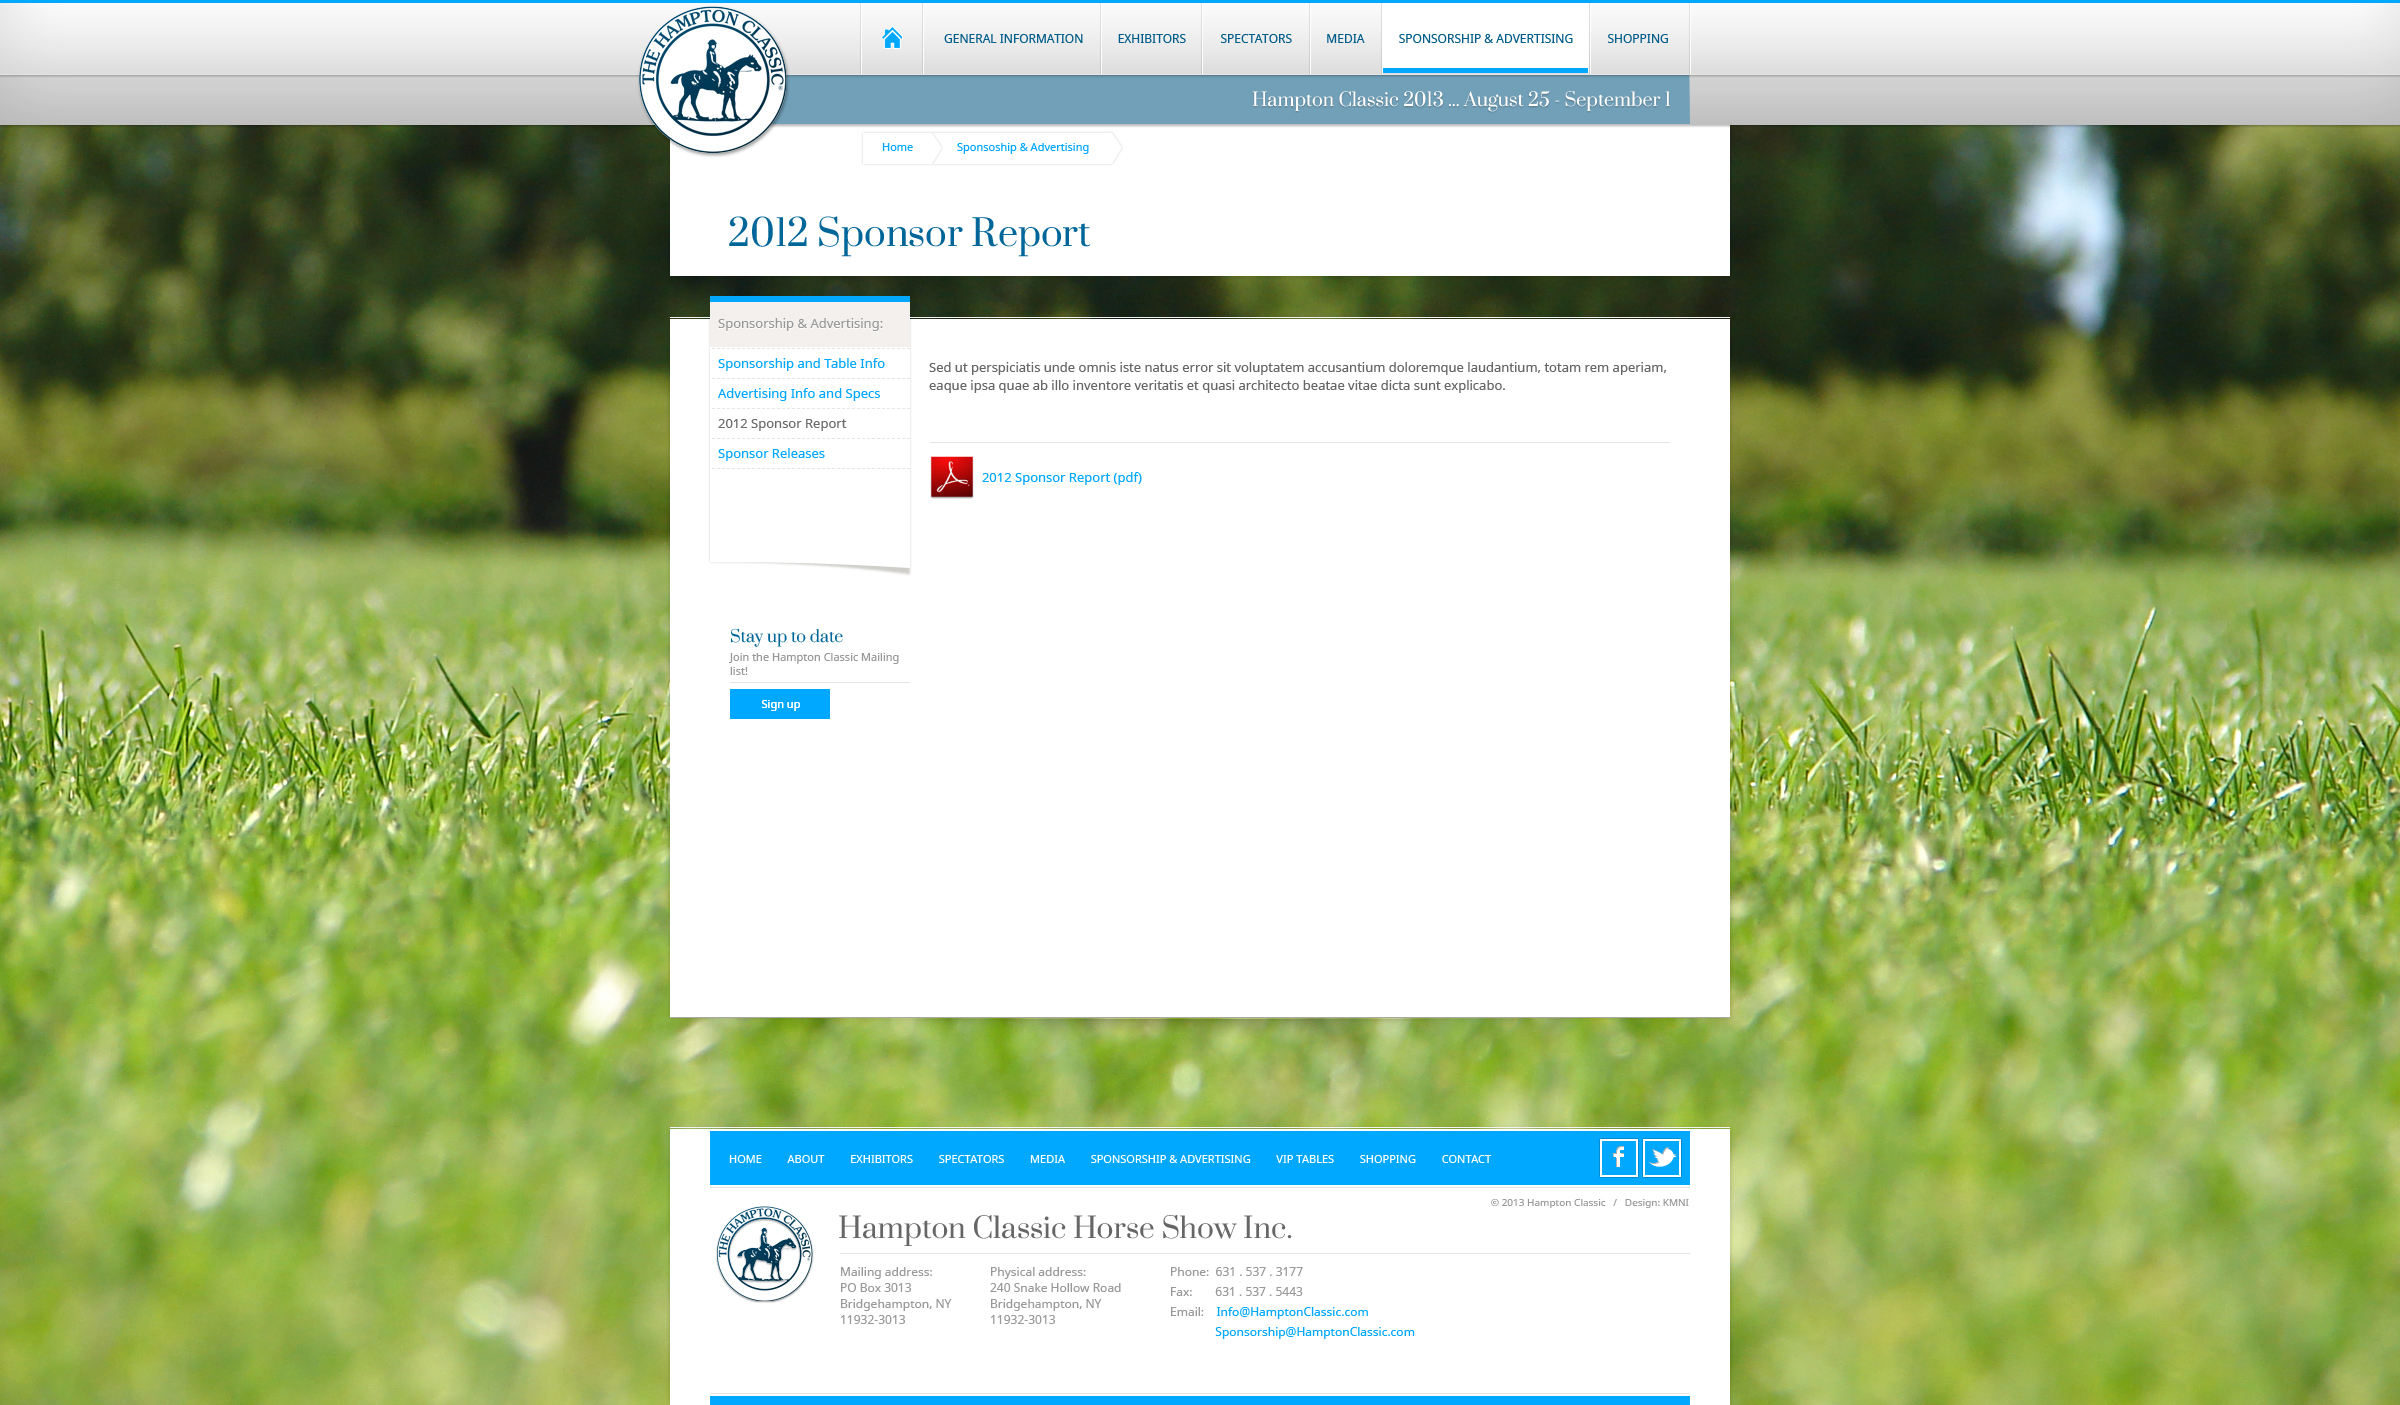 THE HAMPTON CLASSIC
GENERAL INFORMATION
EXHIBITORS
SPECTATORS
MEDIA
SPONSORSHIP & ADVERTISING
SHOPPING
Hampton Classic 2013 ... August 25 - September 1
Home
Sponsoship & Advertising
2012 Sponsor Report
Sponsorship & Advertising:
Sponsorship and Table Info
Advertising Info and Specs
2012 Sponsor Report
Sponsor Releases
Sed ut perspiciatis unde omnis iste natus error sit voluptatem accusantium doloremque laudantium, totam rem aperiam,
eaque ipsa quae ab illo inventore veritatis et quasi architecto beatae vitae dicta sunt explicabo.
2012 Sponsor Report (pdf)
Stay up to date
Join the Hampton Classic Mailing
list!
Sign up
HOME
ABOUT
EXHIBITORS
SPECTATORS
MEDIA
SPONSORSHIP & ADVERTISING
VIP TABLES
SHOPPING
CONTACT
© 2013 Hampton Classic / Design: KMNI
THE HAMPTON CLASSIC
Hampton Classic Horse Show Inc.
Mailing address:
PO Box 3013
Bridgehampton, NY
11932-3013
Physical address:
240 Snake Hollow Road
Bridgehampton, NY
11932-3013
Phone: 631 . 537 . 3177
Fax: 631 . 537 . 5443
Email: Info@HamptonClassic.com
Sponsorship@HamptonClassic.com